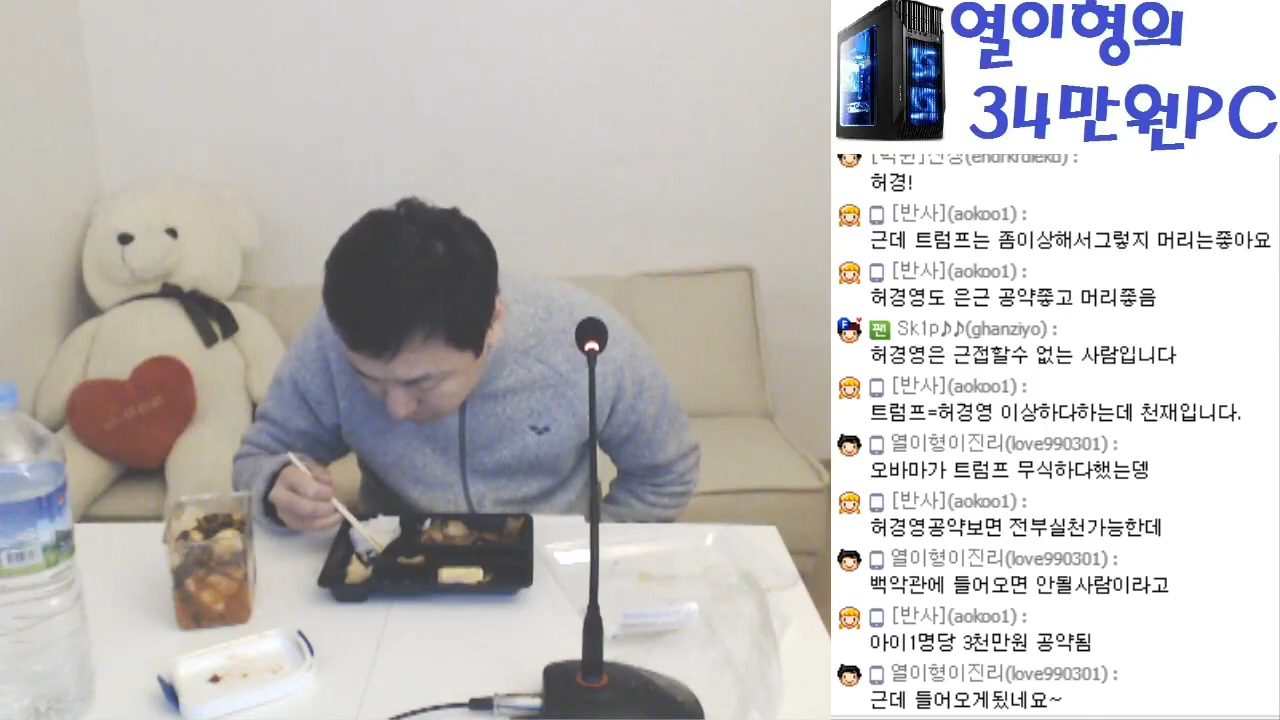 열이형의
34만원PC
허경!
[반사](aokoo1) :
근데 트럼프는 좀이상해서그렇지 머리는좋아요
[반사](aokoo1) :
허경영도 은근 공약좋고 머리좋음
팬 Sk1p♪♪(ghanziyo) :
허경영은 근접할수 없는 사람입니다
[반사](aokoo1) :
트럼프=허경영 이상하다하는데 천재입니다.
열이형이진리(love990301) :
오바마가 트럼프 무식하다했는뎅
[반사](aokoo1) :
허경영공약보면 전부실천가능한데
열이형이진리(love990301) :
백악관에 들어오면 안될사람이라고
[반사](aokoo1) :
아이1명당 3천만원 공약됨
열이형이진리(love990301) :
근데 들어오게됬네요~